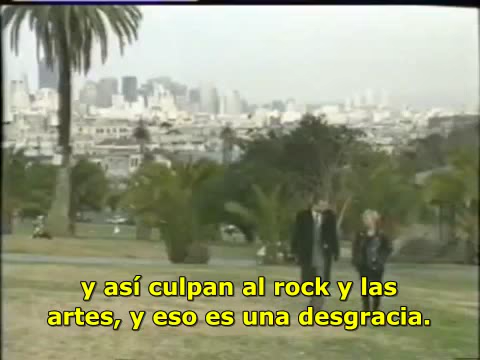 y así culpan al rock y las
artes, y eso es una desgracia.